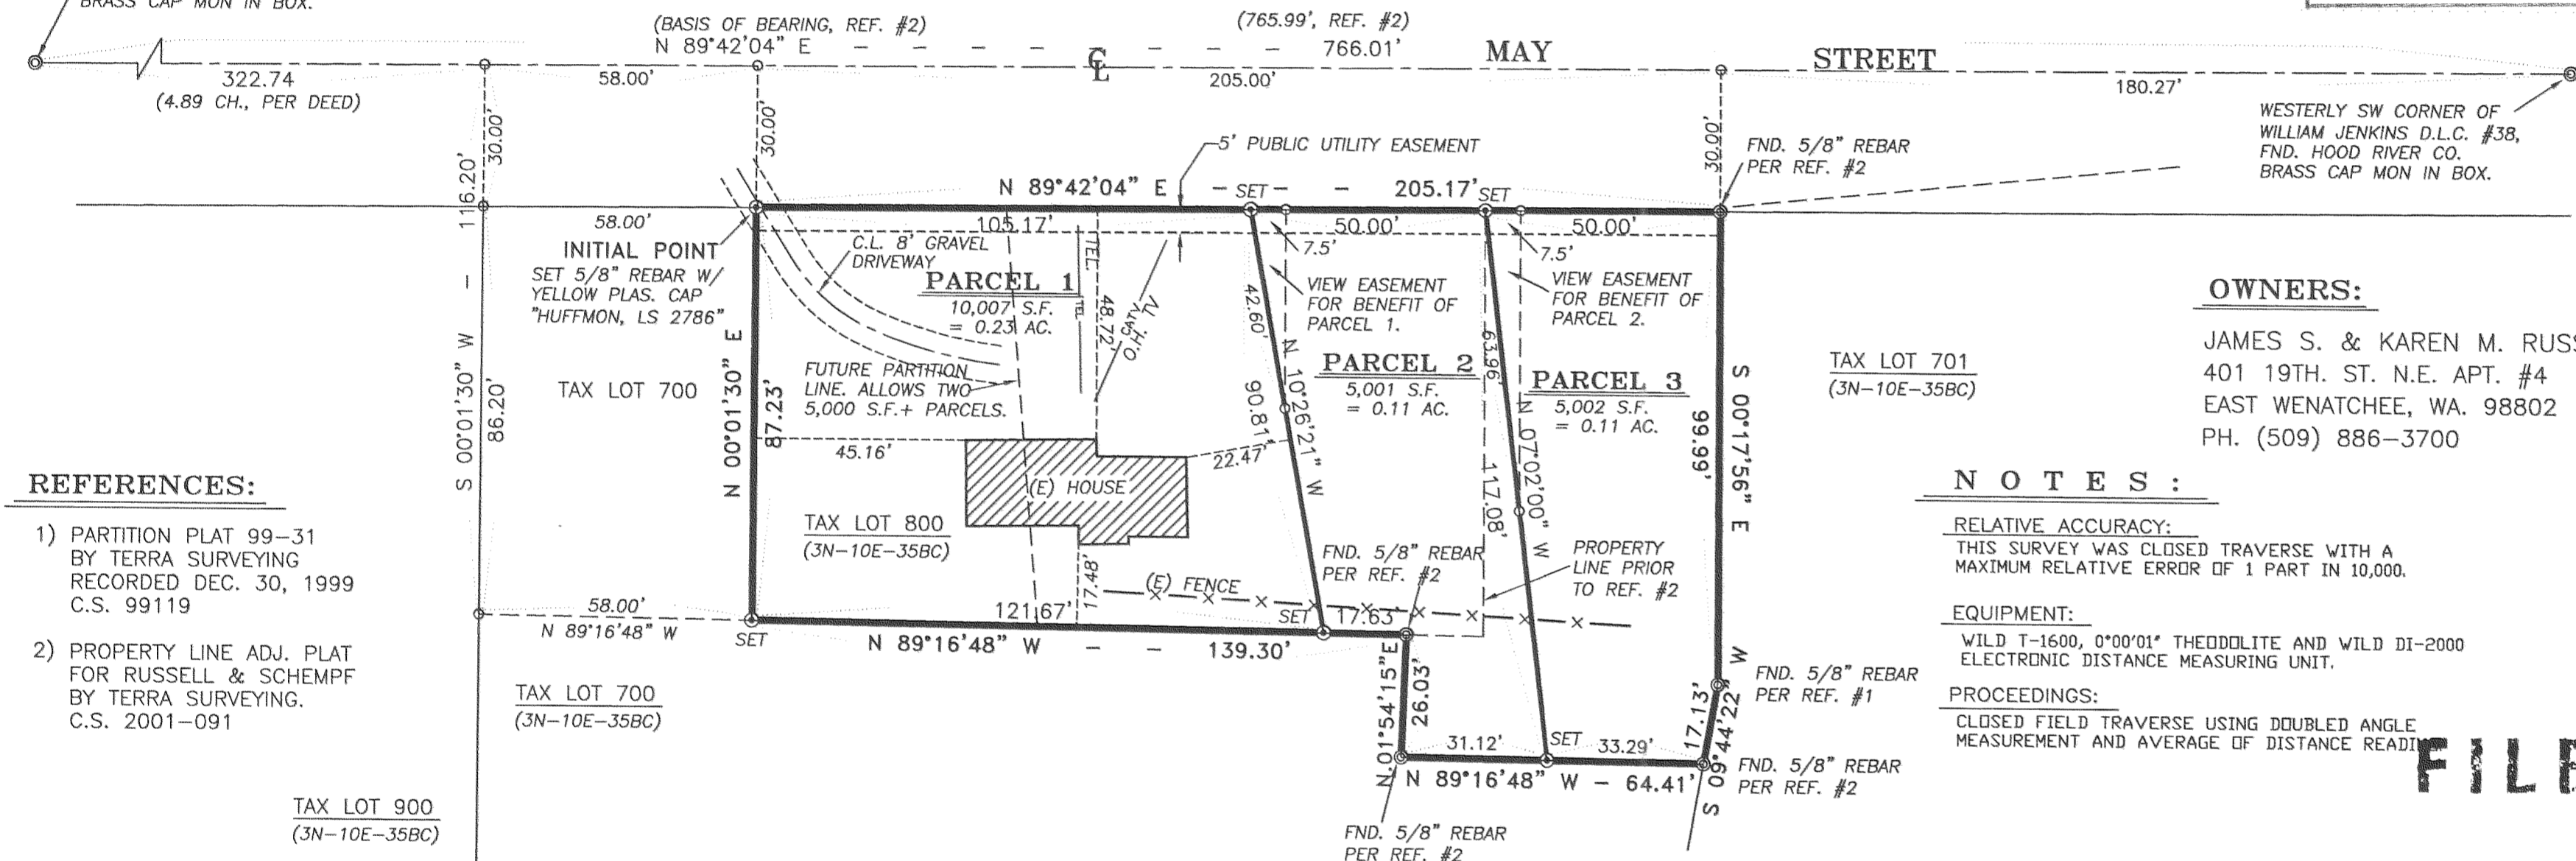 BRASS CAP MON IN BOX.
(BASIS OF BEARING, REF. #2)
N 89°42'04" E - - - - - - - 766.01'
(765.99', REF. #2)
MAY STREET
322.74
(4.89 CH., PER DEED)
58.00'
℄
205.00'
180.27'
WESTERLY SW CORNER OF
WILLIAM JENKINS D.L.C. #38,
FND. HOOD RIVER CO.
BRASS CAP MON IN BOX.
30.00'
30.00'
30.00'
FND. 5/8" REBAR
PER REF. #2
5' PUBLIC UTILITY EASEMENT
N 89°42'04" E - - - 205.17'
SET
SET
S 00°01'30" W - 116.20'
86.20'
58.00'
INITIAL POINT
SET 5/8" REBAR W/
YELLOW PLAS. CAP
"HUFFMON, LS 2786"
105.17'
50.00'
50.00'
7.5'
7.5'
C.L. 8' GRAVEL
DRIVEWAY
PARCEL 1
10,007 S.F.
= 0.23 AC.
TEL.
TEL
48.72'
CATV
O.H. TV
VIEW EASEMENT
FOR BENEFIT OF
PARCEL 1.
VIEW EASEMENT
FOR BENEFIT OF
PARCEL 2.
42.60'
90.81'
N 10°26'21" W
PARCEL 2
5,001 S.F.
= 0.11 AC.
63.96'
117.08'
N 07°02'00" W
PARCEL 3
5,002 S.F.
= 0.11 AC.
S 00°17'56" E
99.99'
TAX LOT 701
(3N-10E-35BC)
OWNERS:
JAMES S. & KAREN M. RUSS
401 19TH. ST. N.E. APT. #4
EAST WENATCHEE, WA. 98802
PH. (509) 886-3700
TAX LOT 700
N 00°01'30" E
87.23'
FUTURE PARTITION
LINE. ALLOWS TWO
5,000 S.F.+ PARCELS.
45.16'
22.47'
(E) HOUSE
TAX LOT 800
(3N-10E-35BC)
17.48'
(E) FENCE
FND. 5/8" REBAR
PER REF. #2
PROPERTY
LINE PRIOR
TO REF. #2
REFERENCES:
1) PARTITION PLAT 99-31
BY TERRA SURVEYING
RECORDED DEC. 30, 1999
C.S. 99119
2) PROPERTY LINE ADJ. PLAT
FOR RUSSELL & SCHEMPF
BY TERRA SURVEYING.
C.S. 2001-091
58.00'
N 89°16'48" W
SET
121.67'
SET
17.63'
N 89°16'48" W - - 139.30'
N 01°54'15"E
26.03'
31.12'
SET
33.29'
N 89°16'48" W - 64.41'
17.13'
S 09°44'22" W
FND. 5/8" REBAR
PER REF. #1
FND. 5/8" REBAR
PER REF. #2
FND. 5/8" REBAR
PER REF. #2
TAX LOT 700
(3N-10E-35BC)
TAX LOT 900
(3N-10E-35BC)
NOTES:
RELATIVE ACCURACY:
THIS SURVEY WAS CLOSED TRAVERSE WITH A
MAXIMUM RELATIVE ERROR OF 1 PART IN 10,000.
EQUIPMENT:
WILD T-1600, 0°00'01" THEODOLITE AND WILD DI-2000
ELECTRONIC DISTANCE MEASURING UNIT.
PROCEEDINGS:
CLOSED FIELD TRAVERSE USING DOUBLED ANGLE
MEASUREMENT AND AVERAGE OF DISTANCE READI
FILE